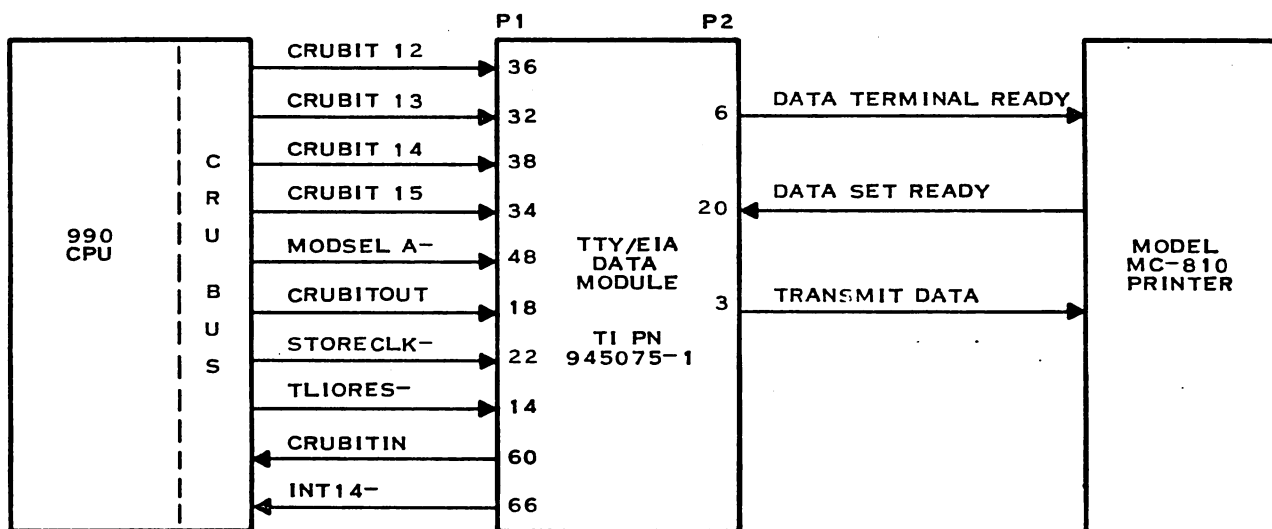 P1
P2
990
CPU
C
R
U
B
U
S
CRUBIT 12
36
CRUBIT 13
32
CRUBIT 14
38
CRUBIT 15
34
MODSEL A-
48
CRUBITOUT
18
STORECLK-
22
TLIORES-
14
CRUBITIN
60
INT14-
66
TTY/EIA
DATA
MODULE
TI PN
945075-1
6
DATA TERMINAL READY
20
DATA SET READY
3
TRANSMIT DATA
MODEL
MC-810
PRINTER